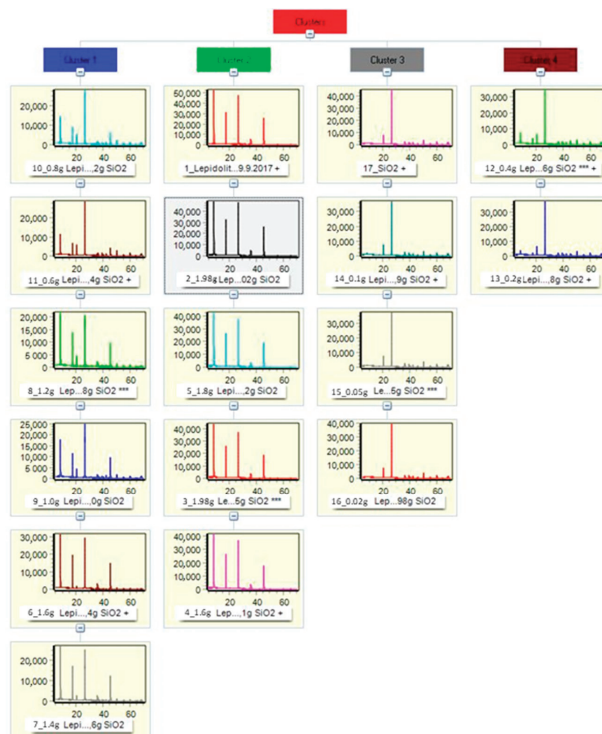 Clusters
Cluster 1
Cluster 2
Cluster 3
Cluster 4
20,000
10,000
0
20 40 60
10_0.8g Lepi...,2g SiO2
50,000
40,000
30,000
20,000
10,000
0
20 40 60
1_Lepidolit...9.9.2017 +
40,000
30,000
20,000
10,000
0
20 40 60
17_SiO2 +
30,000
20,000
10,000
0
20 40 60
12_0.4g Lep...6g SiO2 *** +
20,000
10,000
0
20 40 60
11_0.6g Lepi...,4g SiO2 +
40,000
30,000
20,000
10,000
0
20 40 60
2_1.98g Lep...02g SiO2
30,000
20,000
10,000
0
20 40 60
14_0.1g Lepi...,9g SiO2 +
30,000
20,000
10,000
0
20 40 60
13_0.2g Lepi...,8g SiO2 +
20,000
15,000
10,000
5 000
0
20 40 60
8_1.2g Lep...8g SiO2 ***
40,000
30,000
20,000
10,000
0
20 40 60
5_1.8g Lepi...,2g SiO2
30,000
20,000
10,000
0
20 40 60
15_0.05g Le...5g SiO2 ***
25,000
20,000
15,000
10,000
5 000
0
20 40 60
9_1.0g Lepi...,0g SiO2
40,000
30,000
20,000
10,000
0
20 40 60
3_1.98g Le...5g SiO2 ***
40,000
30,000
20,000
10,000
0
20 40 60
16_0.02g Lep...98g SiO2
30,000
20,000
10,000
0
20 40 60
6_1.6g Lepi...,4g SiO2 +
40,000
30,000
20,000
10,000
0
20 40 60
4_1.6g Lep...,1g SiO2 +
20,000
10,000
0
20 40 60
7_1.4g Lepi...,6g SiO2